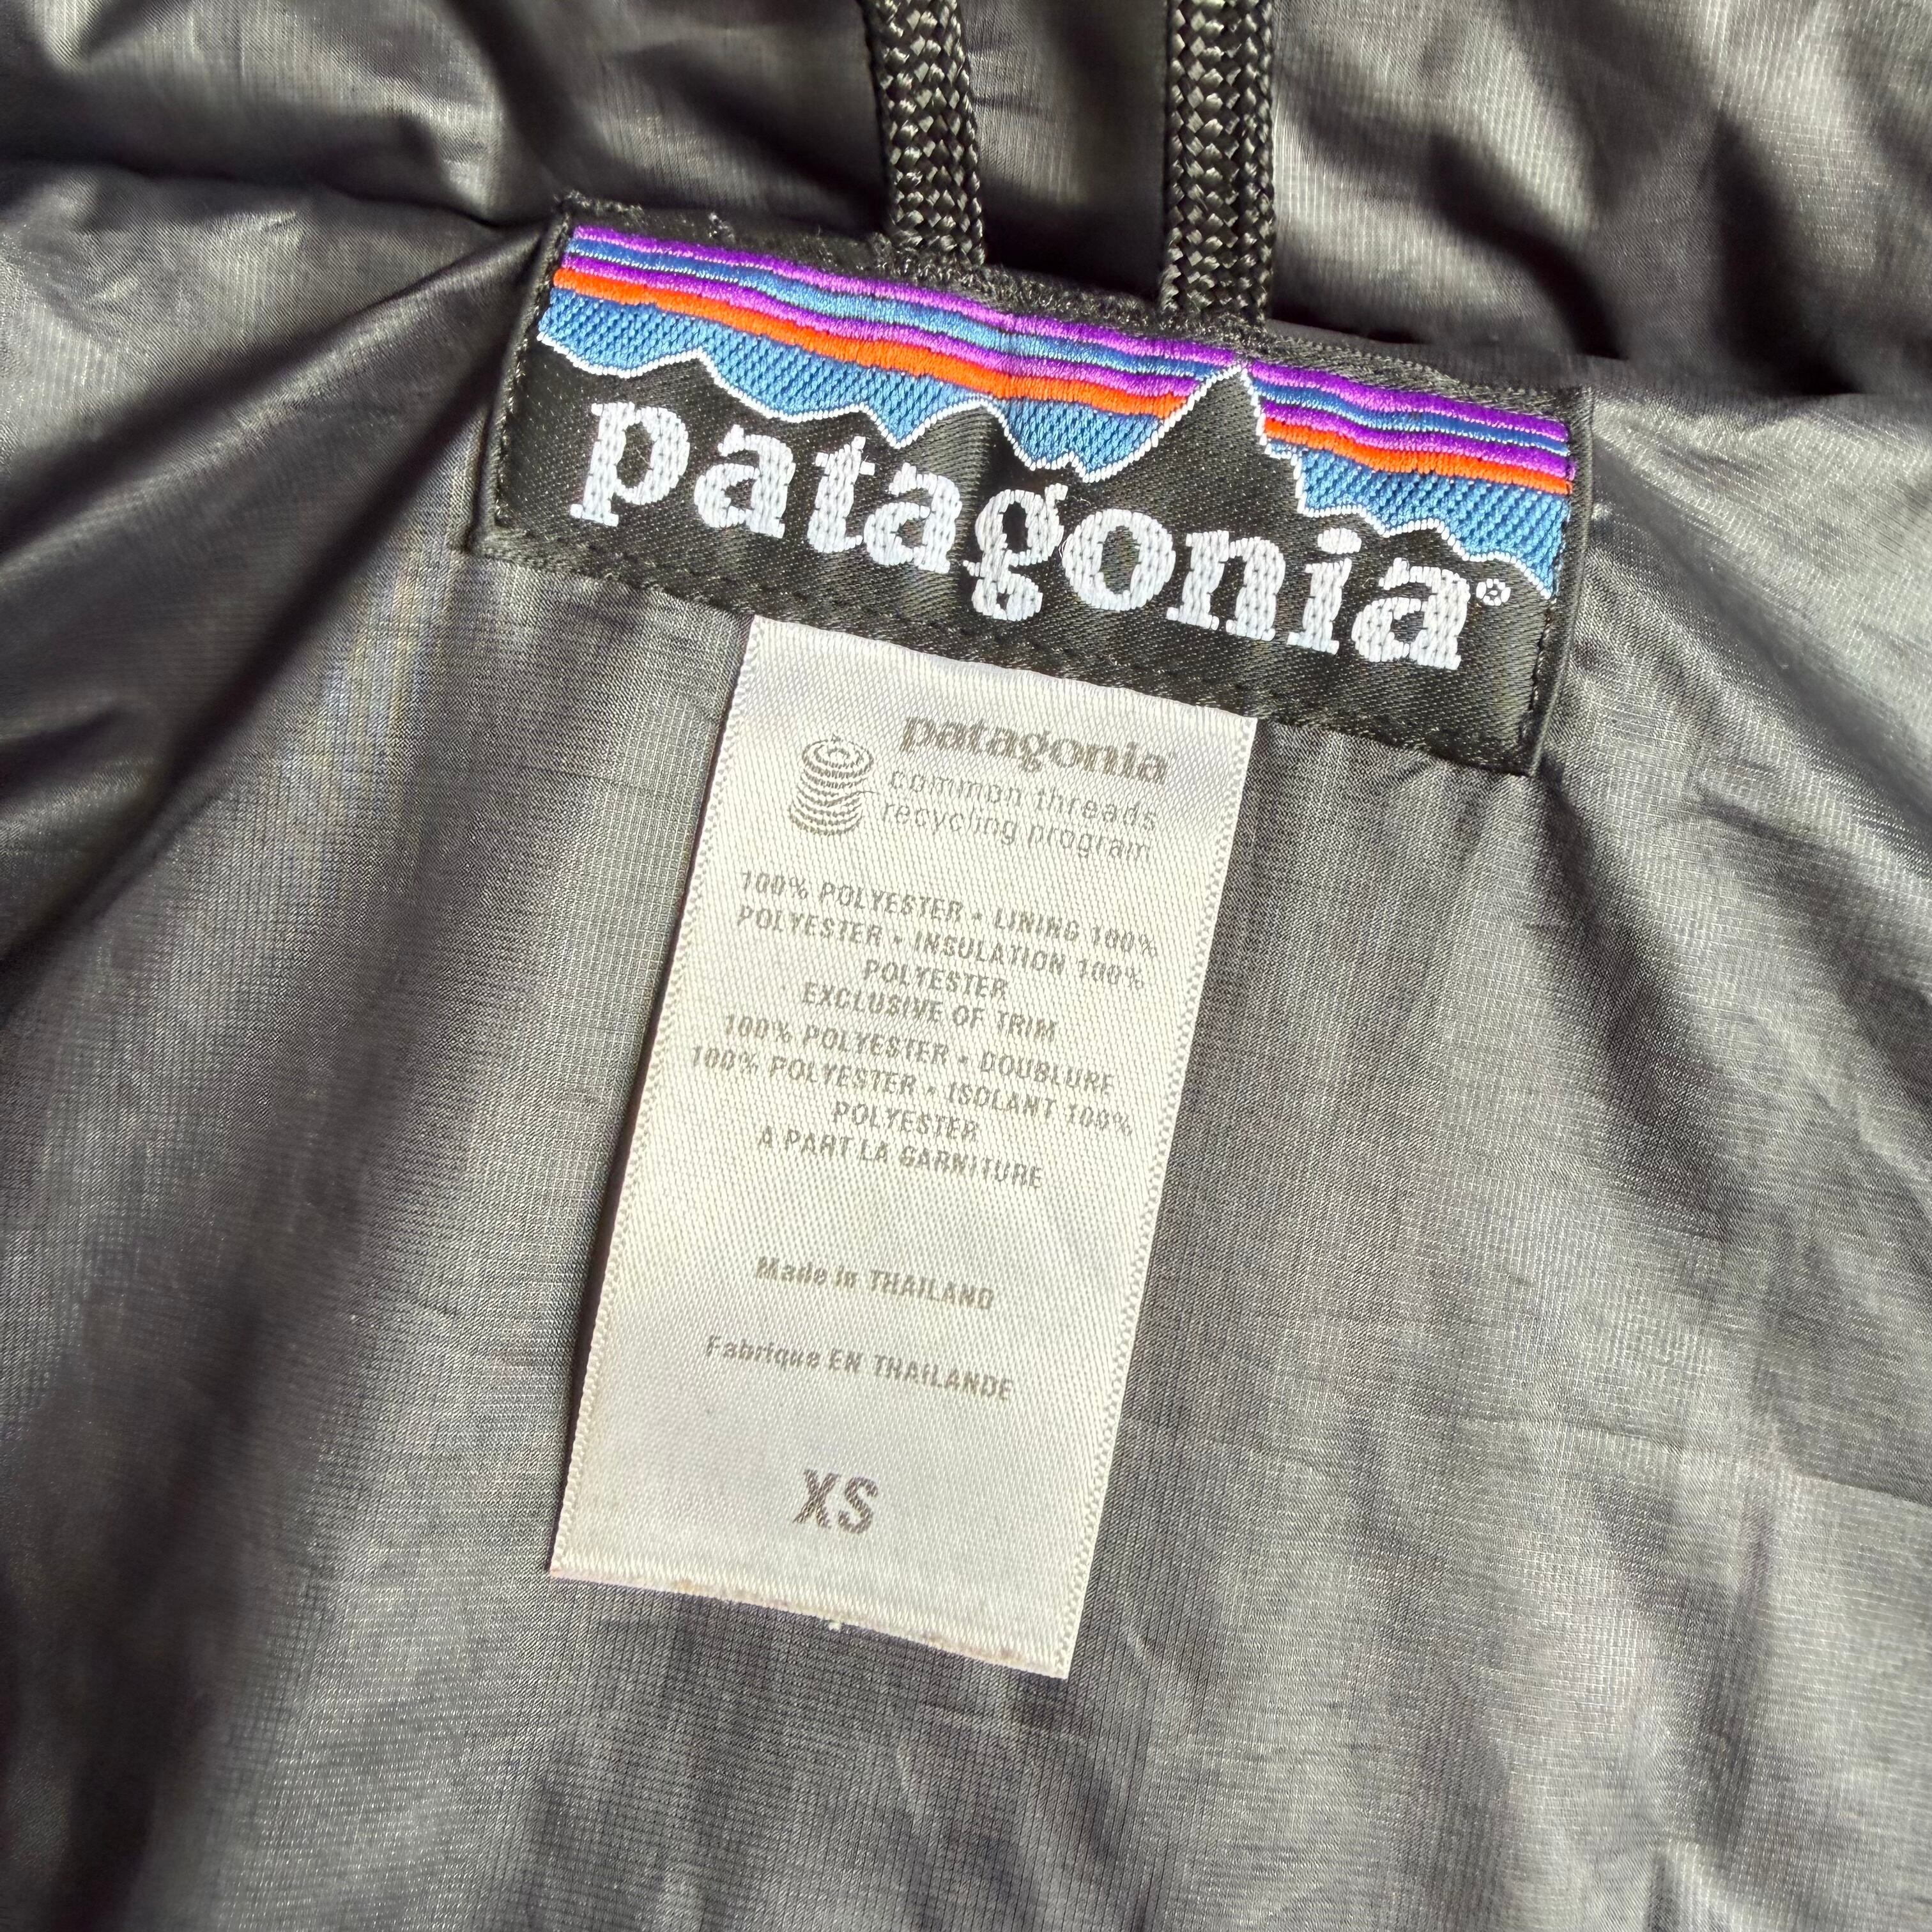 patagonia®
patagonia
common threads
recycling program
100% POLYESTER • LINING 100%
POLYESTER • INSULATION 100%
POLYESTER
EXCLUSIVE OF TRIM
100% POLYESTER • DOUBLURE
100% POLYESTER • ISOLANT 100%
POLYESTER
A PART LA GARNITURE
Made in THAILAND
Fabrique EN THAILANDE
XS